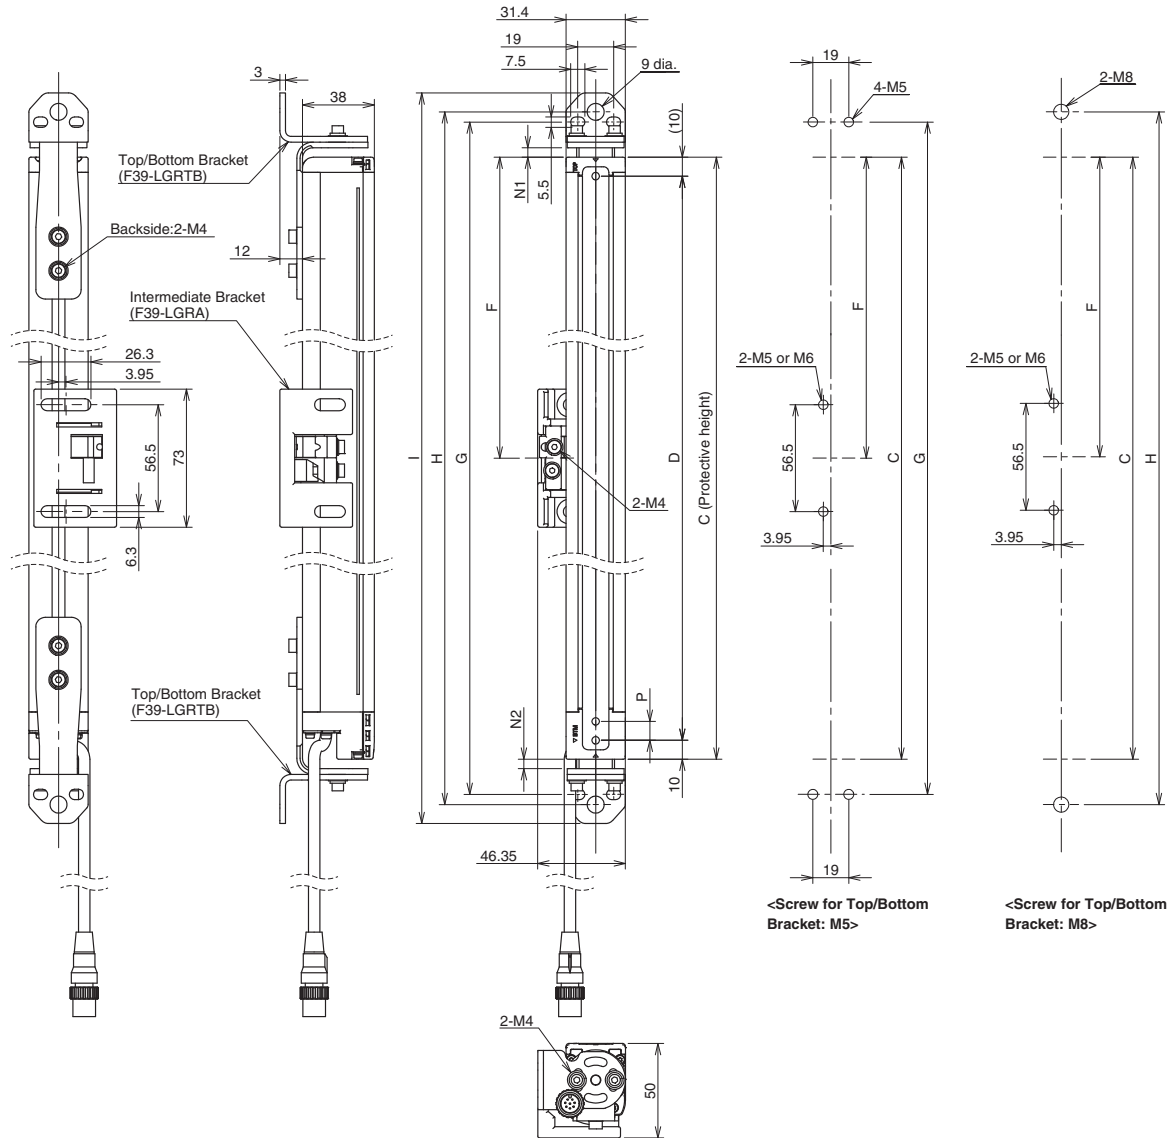 31.4
19
7.5
9 dia.
3
38
(10)
19
4-M5
2-M8
Top/Bottom Bracket
(F39-LGRTB)
N1
5.5
Backside:2-M4
12
Intermediate Bracket
(F39-LGRA)
F
F
F
26.3
3.95
2-M5 or M6
2-M5 or M6
56.5
73
I
H
G
D
C (Protective height)
56.5
C
G
56.5
C
H
2-M4
6.3
3.95
3.95
Top/Bottom Bracket
(F39-LGRTB)
N2
P
10
46.35
19
<Screw for Top/Bottom
Bracket: M5>
<Screw for Top/Bottom
Bracket: M8>
2-M4
50